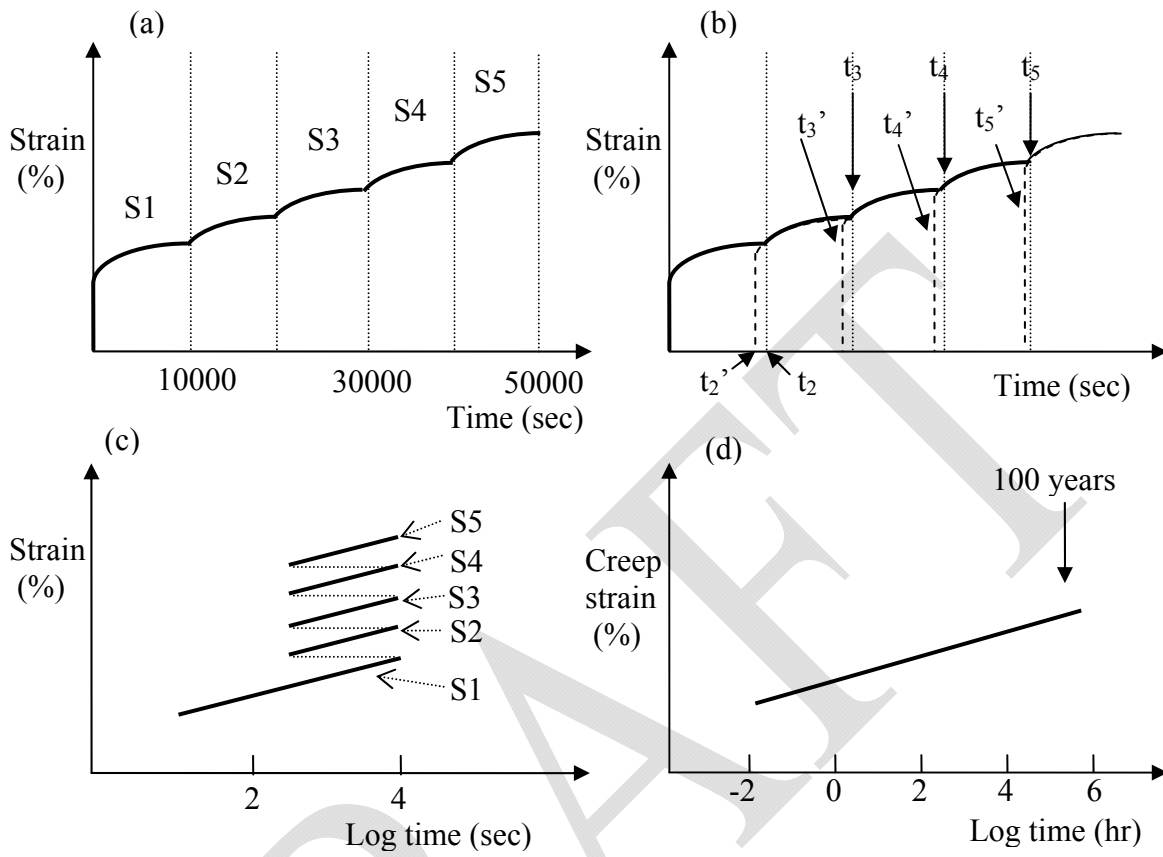 (a)
Strain
(%)
S1
S2
S3
S4
S5
10000
30000
50000
Time (sec)
(b)
Strain
(%)
t3
t4
t5
t3’
t4’
t5’
t2’
t2
Time (sec)
(c)
Strain
(%)
S5
S4
S3
S2
S1
2
4
Log time (sec)
(d)
100 years
Creep
strain
(%)
-2
0
2
4
6
Log time (hr)
DRAFT